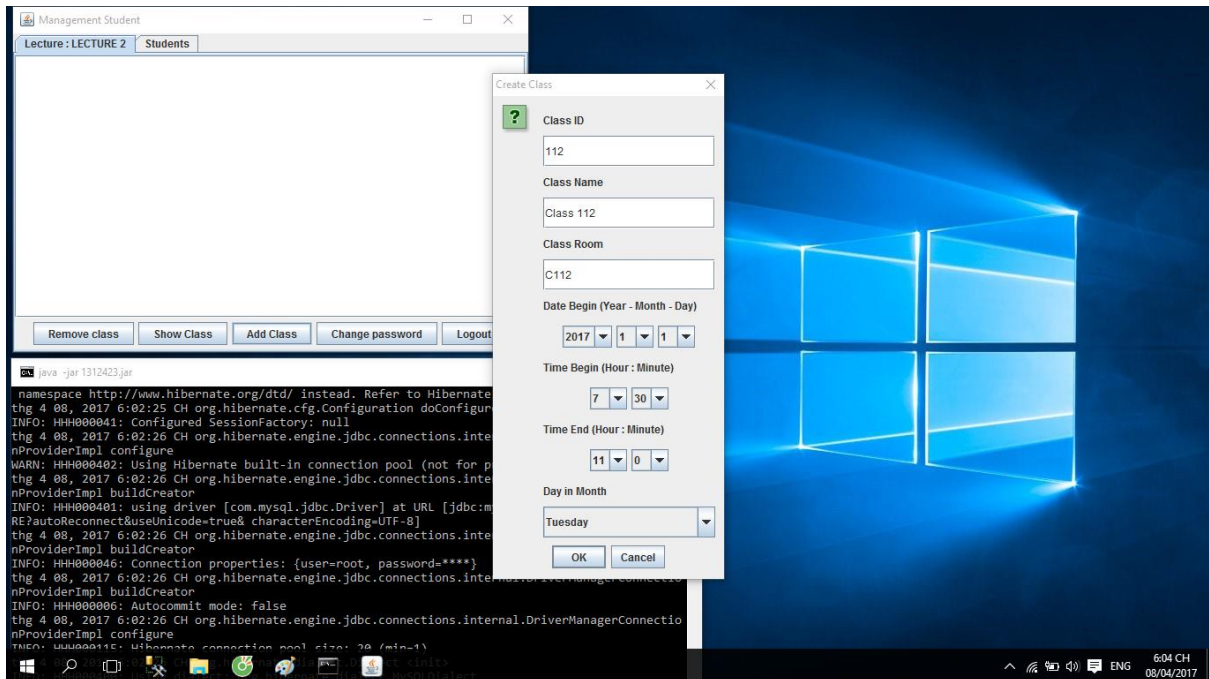 Management Student
Lecture : LECTURE 2 Students
Remove class Show Class Add Class Change password Logout
Create Class
?
Class ID
112
Class Name
Class 112
Class Room
C112
Date Begin (Year - Month - Day)
2017 1 1
Time Begin (Hour : Minute)
7 30
Time End (Hour : Minute)
11 0
Day in Month
Tuesday
OK Cancel
java -jar 1312423.jar
namespace http://www.hibernate.org/dtd/ instead. Refer to Hibernate
thg 4 08, 2017 6:02:25 CH org.hibernate.cfg.Configuration doConfigur
INFO: HHH000041: Configured SessionFactory: null
thg 4 08, 2017 6:02:26 CH org.hibernate.engine.jdbc.connections.inte
nProviderImpl configure
WARN: HHH000402: Using Hibernate built-in connection pool (not for p
thg 4 08, 2017 6:02:26 CH org.hibernate.engine.jdbc.connections.inte
nProviderImpl buildCreator
INFO: HHH000401: using driver [com.mysql.jdbc.Driver] at URL [jdbc:m
RE?autoReconnect&useUnicode=true& characterEncoding=UTF-8]
thg 4 08, 2017 6:02:26 CH org.hibernate.engine.jdbc.connections.inte
nProviderImpl buildCreator
INFO: HHH000046: Connection properties: {user=root, password=****}
thg 4 08, 2017 6:02:26 CH org.hibernate.engine.jdbc.connections.internal.DriverManagerConnectio
nProviderImpl buildCreator
INFO: HHH000006: Autocommit mode: false
thg 4 08, 2017 6:02:26 CH org.hibernate.engine.jdbc.connections.internal.DriverManagerConnectio
nProviderImpl configure
INFO: HHH000115: Hibernate connection pool size: 20 (min=1)
ENG
6:04 CH
08/04/2017